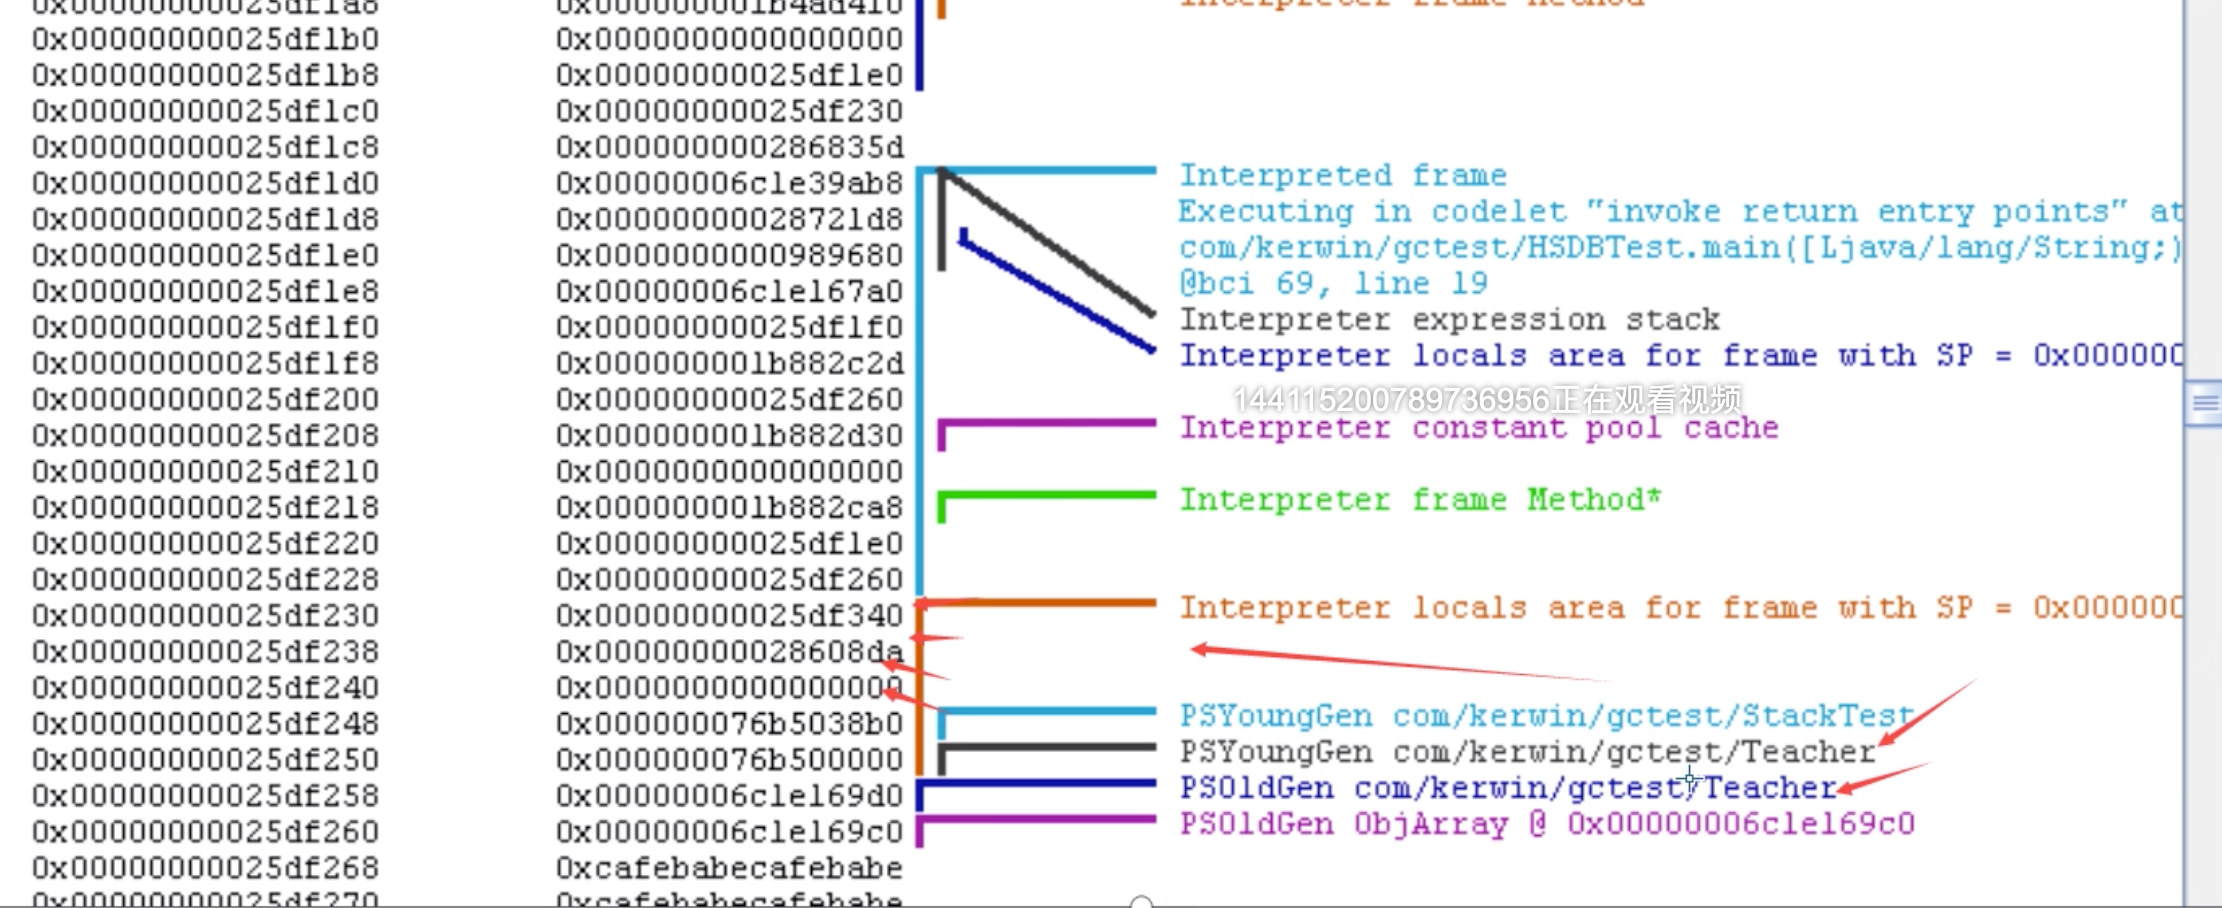 0x00000000025df1a8 0x000000001b4ad410 Interpreter frame Method*
0x00000000025df1b0 0x0000000000000000
0x00000000025df1b8 0x00000000025df1e0
0x00000000025df1c0 0x00000000025df230
0x00000000025df1c8 0x000000000286835d
0x00000000025df1d0 0x00000006c1e39ab8 Interpreted frame
0x00000000025df1d8 0x00000000028721d8 Executing in codelet "invoke return entry points" at
0x00000000025df1e0 0x0000000000989680 com/kerwin/gctest/HSDBTest.main([Ljava/lang/String;)
0x00000000025df1e8 0x00000006c1e167a0 @bci 69, line 19
0x00000000025df1f0 0x00000000025df1f0 Interpreter expression stack
0x00000000025df1f8 0x000000001b882c2d Interpreter locals area for frame with SP = 0x000000
0x00000000025df200 0x00000000025df260 144115200789736956正在观看视频
0x00000000025df208 0x000000001b882d30 Interpreter constant pool cache
0x00000000025df210 0x0000000000000000
0x00000000025df218 0x000000001b882ca8 Interpreter frame Method*
0x00000000025df220 0x00000000025df1e0
0x00000000025df228 0x00000000025df260
0x00000000025df230 0x00000000025df340 Interpreter locals area for frame with SP = 0x000000
0x00000000025df238 0x00000000028608da
0x00000000025df240 0x0000000000000000
0x00000000025df248 0x000000076b5038b0 PSYoungGen com/kerwin/gctest/StackTest
0x00000000025df250 0x000000076b500000 PSYoungGen com/kerwin/gctest/Teacher
0x00000000025df258 0x00000006c1e169d0 PSOldGen com/kerwin/gctest/Teacher
0x00000000025df260 0x00000006c1e169c0 PSOldGen ObjArray @ 0x00000006c1e169c0
0x00000000025df268 0xcafebabecafebabe
0x00000000025df270 0xcafebabecafebabe